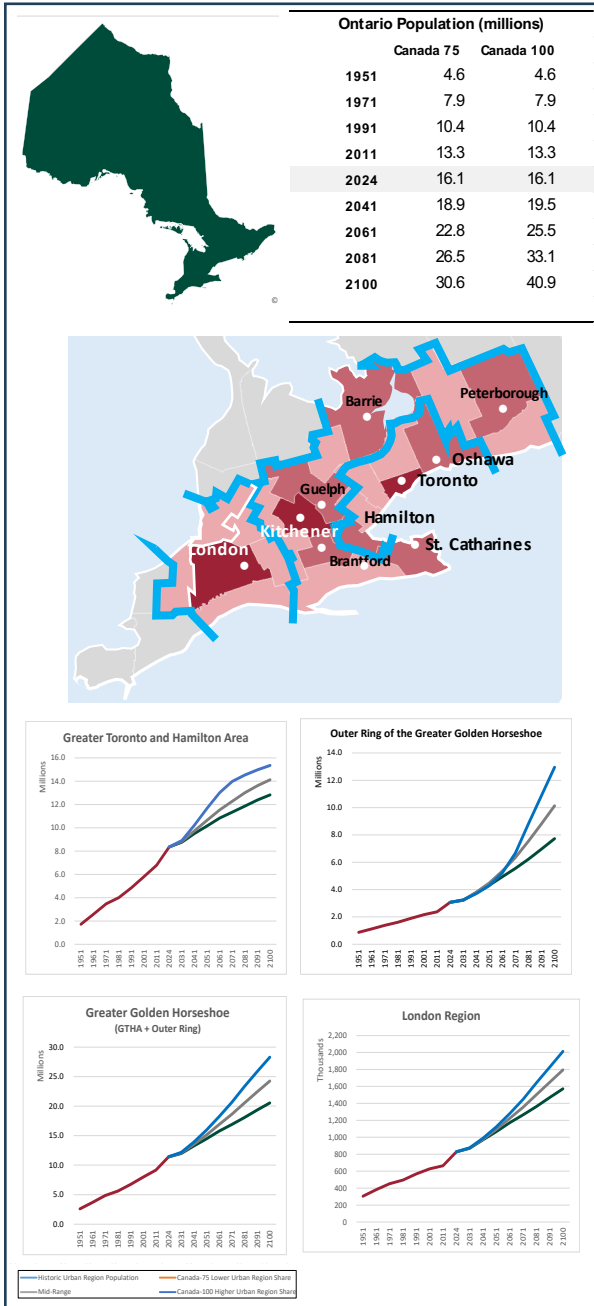 Ontario Population (millions)
Canada 75 Canada 100
1951 4.6 4.6
1971 7.9 7.9
1991 10.4 10.4
2011 13.3 13.3
2024 16.1 16.1
2041 18.9 19.5
2061 22.8 25.5
2081 26.5 33.1
2100 30.6 40.9
©
Barrie
Peterborough
Oshawa
Toronto
Guelph
Hamilton
Kitchener
London
St. Catharines
Brantford
Greater Toronto and Hamilton Area
Millions
16.0
14.0
12.0
10.0
8.0
6.0
4.0
2.0
0.0
1951 1961 1971 1981 1991 2001 2011 2024 2031 2041 2051 2061 2071 2081 2091 2100
Outer Ring of the Greater Golden Horseshoe
Millions
14.0
12.0
10.0
8.0
6.0
4.0
2.0
0.0
1951 1961 1971 1981 1991 2001 2011 2024 2031 2041 2051 2061 2071 2081 2091 2100
Greater Golden Horseshoe
(GTHA + Outer Ring)
Millions
30.0
25.0
20.0
15.0
10.0
5.0
0.0
1951 1961 1971 1981 1991 2001 2011 2024 2031 2041 2051 2061 2071 2081 2091 2100
London Region
Thousands
2,200
2,000
1,800
1,600
1,400
1,200
1,000
800
600
400
200
0
1951 1961 1971 1981 1991 2001 2011 2024 2031 2041 2051 2061 2071 2081 2091 2100
Historic Urban Region Population Canada-75 Lower Urban Region Share
Mid-Range Canada-100 Higher Urban Region Share